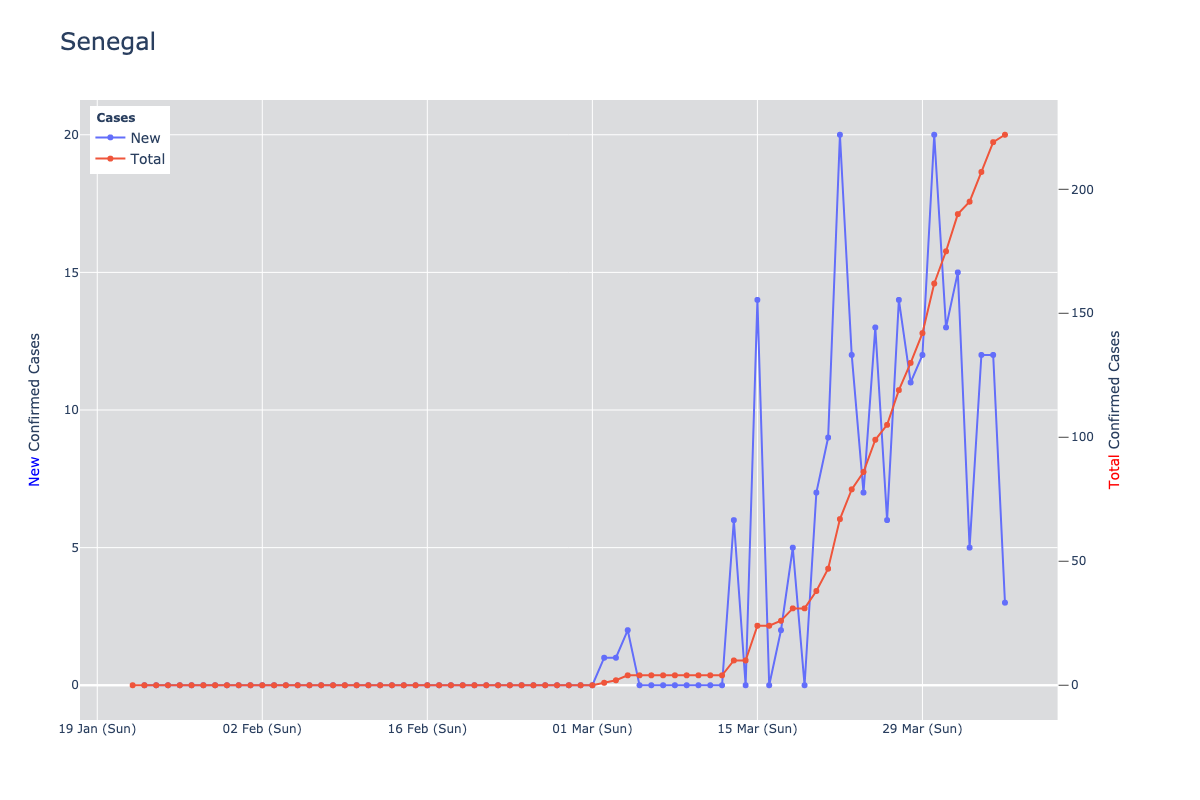 Senegal
Cases
New
Total
20
15
10
5
0
200
150
100
50
0
New Confirmed Cases
Total Confirmed Cases
19 Jan (Sun)
02 Feb (Sun)
16 Feb (Sun)
01 Mar (Sun)
15 Mar (Sun)
29 Mar (Sun)